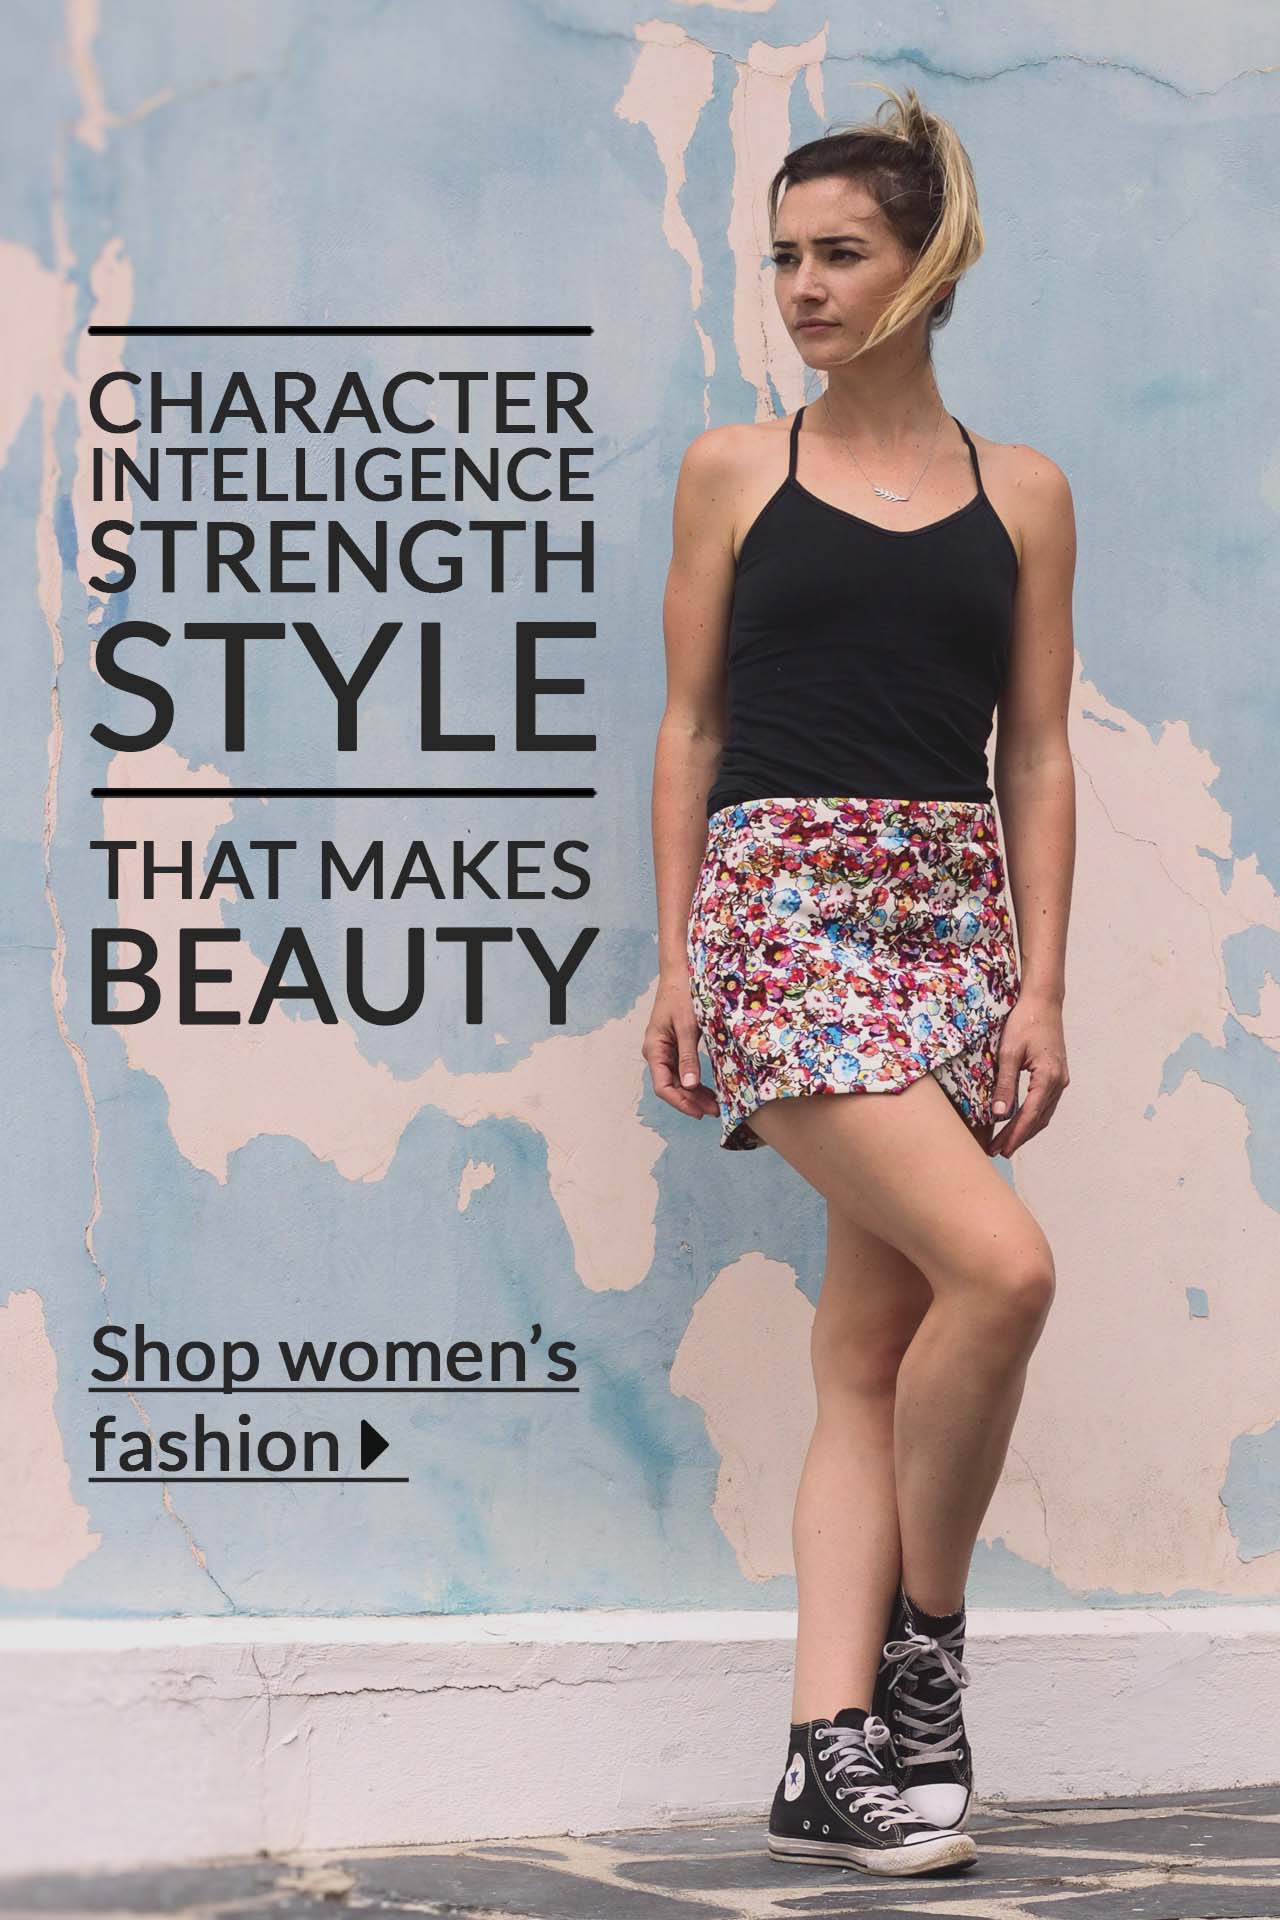 CHARACTER
INTELLIGENCE
STRENGTH
STYLE
THAT MAKES
BEAUTY
Shop women’s
fashion